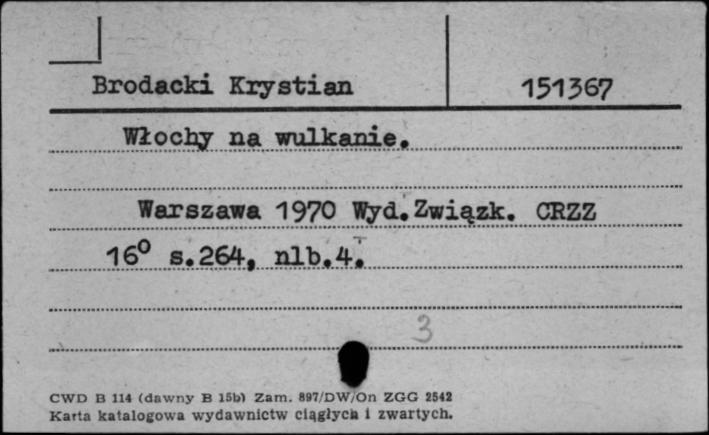 Brodacki Krystian 151367
Włochy na wulkanie.
Warszawa 1970 Wyd.Związk. CRZZ
16⁰ s.264, nlb.4.
3
CWD B 114 (dawny B 15b) Zam. 897/DW/On ZGG 2542
Karta katalogowa wydawnictw ciągłych i zwartych.